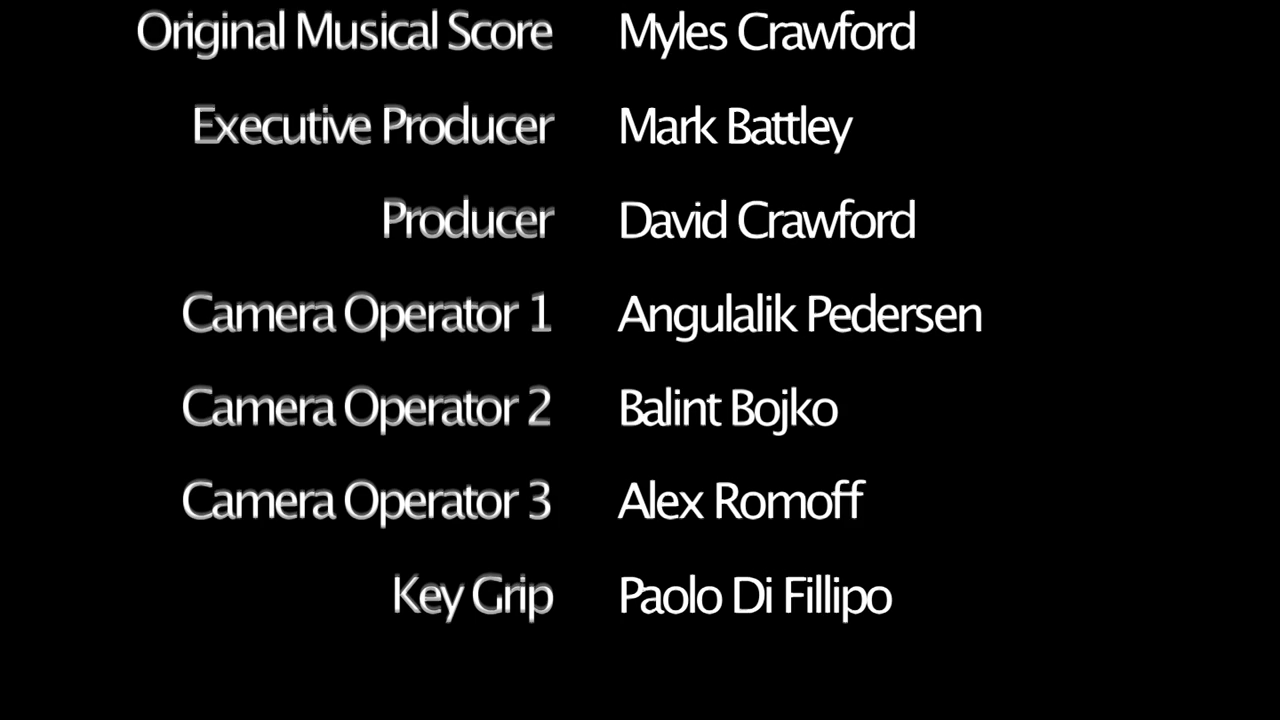 Original Musical Score Myles Crawford
Executive Producer Mark Battley
Producer David Crawford
Camera Operator 1 Angulalik Pedersen
Camera Operator 2 Balint Bojko
Camera Operator 3 Alex Romoff
Key Grip Paolo Di Fillipo